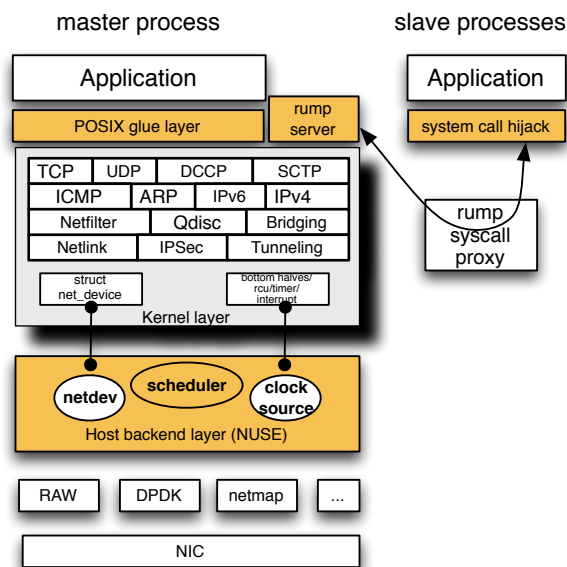 master process
slave processes
Application
Application
POSIX glue layer
rump
server
system call hijack
TCP UDP DCCP SCTP
ICMP ARP IPv6 IPv4
Netfilter Qdisc Bridging
Netlink IPSec Tunneling
rump
syscall
proxy
struct
net_device
bottom halves/
rcu/timer/
interrupt
Kernel layer
netdev
scheduler
clock
source
Host backend layer (NUSE)
RAW DPDK netmap ...
NIC